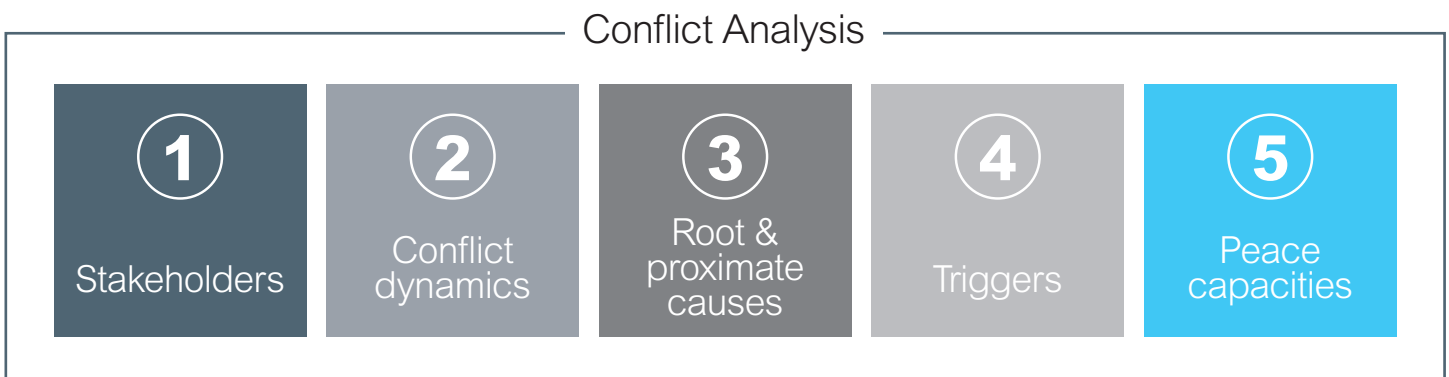 Conflict Analysis
1
Stakeholders
2
Conflict
dynamics
3
Root &
proximate
causes
4
Triggers
5
Peace
capacities